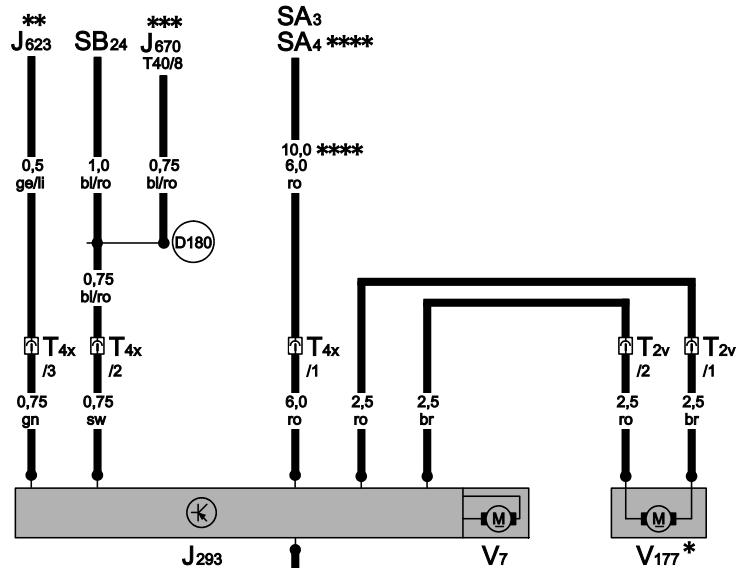 ** *** SA3
J623 SB24 J670 SA4 ****
T40/8
10,0 ****
0,5 1,0 0,75 6,0
ge/li bl/ro bl/ro ro
D180
0,75
bl/ro
T4x T4x T4x T2v T2v
/3 /2 /1 /2 /1
0,75 0,75 6,0 2,5 2,5 2,5 2,5
gn sw ro ro br ro br
M M
J293 V7 V177 *